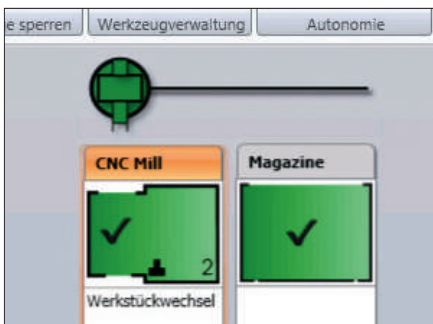 e sperren
Werkzeugverwaltung
Autonomie
CNC Mill
Magazine
2
Werkstückwechsel